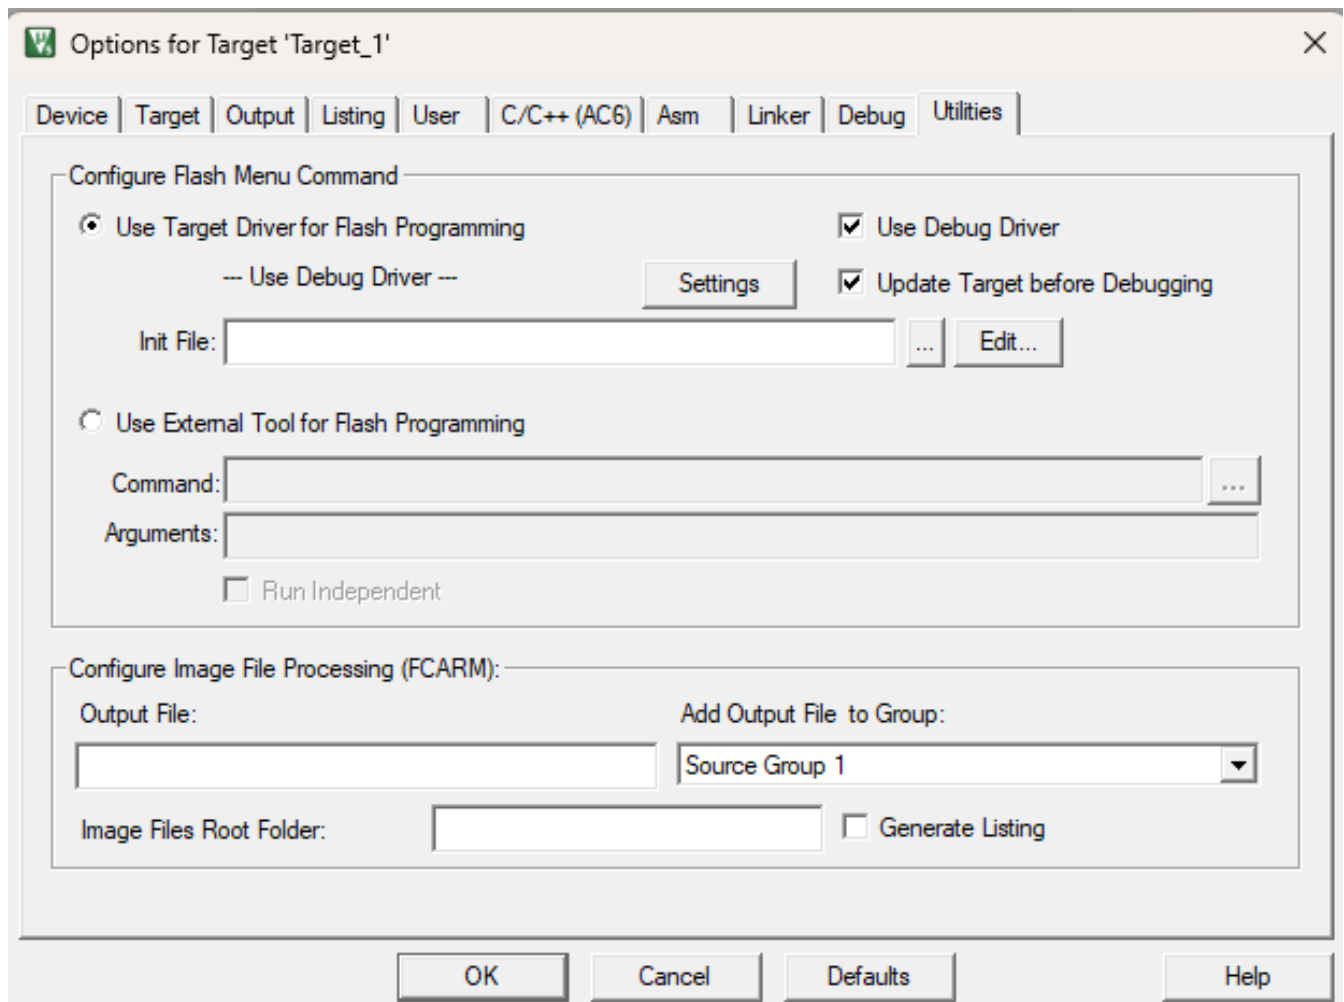 Options for Target 'Target_1'
Device Target Output Listing User C/C++ (AC6) Asm Linker Debug Utilities
Configure Flash Menu Command
Use Target Driver for Flash Programming Use Debug Driver
--- Use Debug Driver --- Settings Update Target before Debugging
Init File: ... Edit...
Use External Tool for Flash Programming
Command: ...
Arguments:
Run Independent
Configure Image File Processing (FCARM):
Output File: Add Output File to Group:
Source Group 1
Image Files Root Folder: Generate Listing
OK Cancel Defaults Help